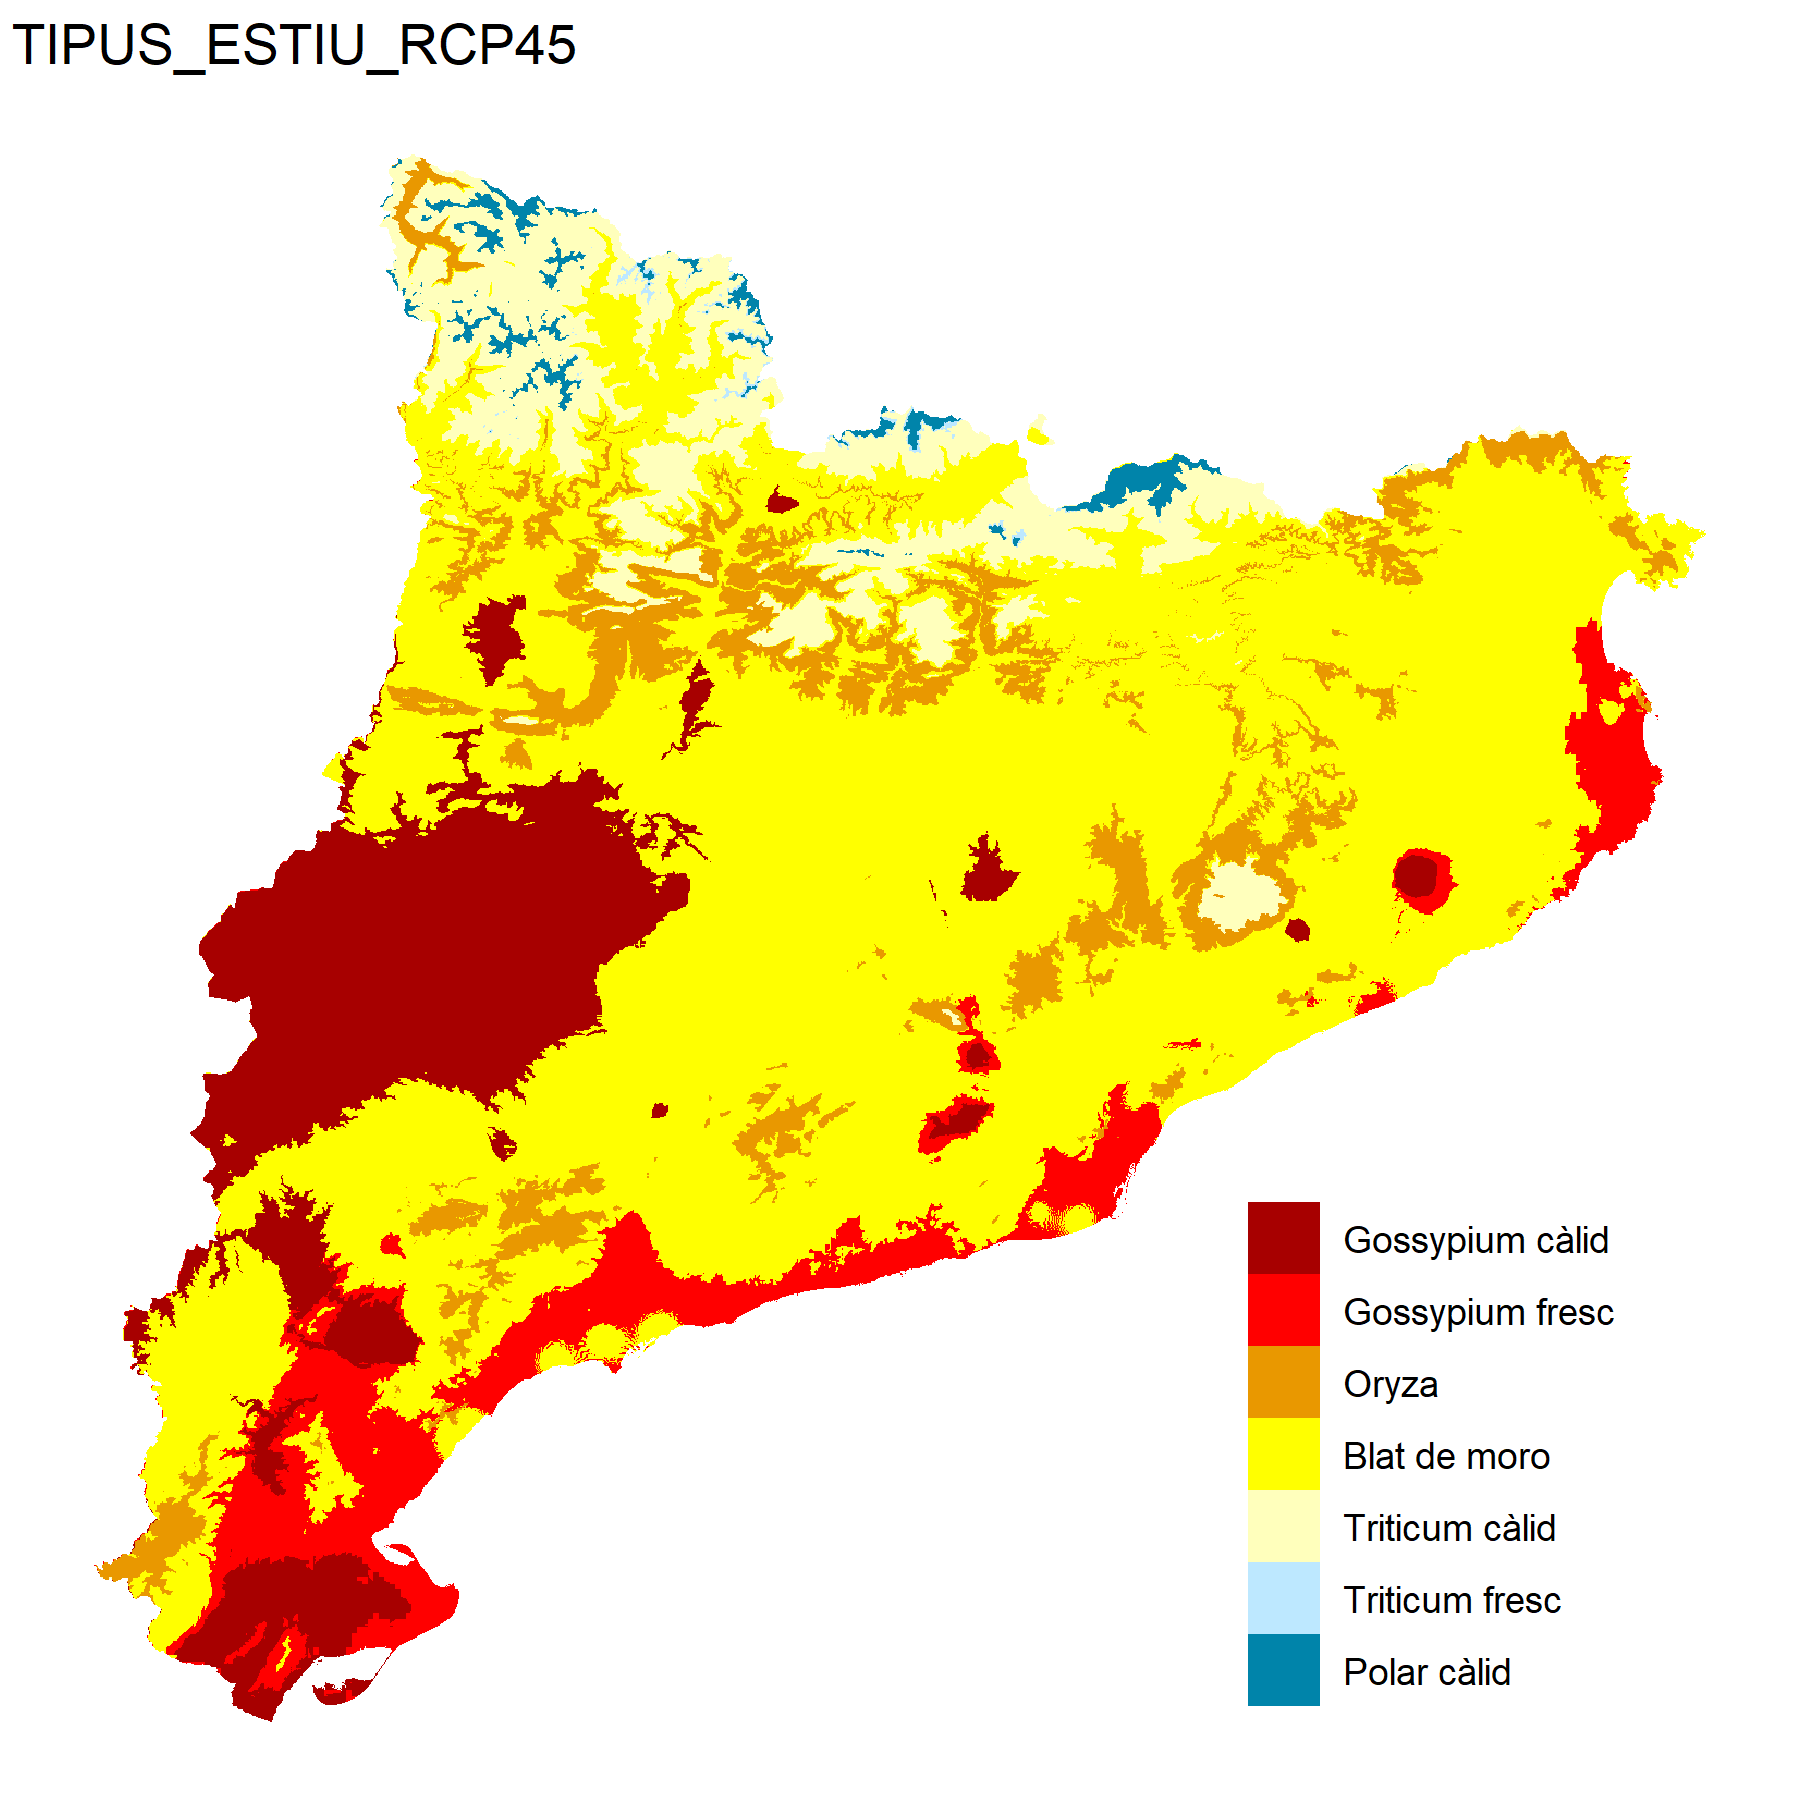 TIPUS_ESTIU_RCP45
Gossypium càlid
Gossypium fresc
Oryza
Blat de moro
Triticum càlid
Triticum fresc
Polar càlid